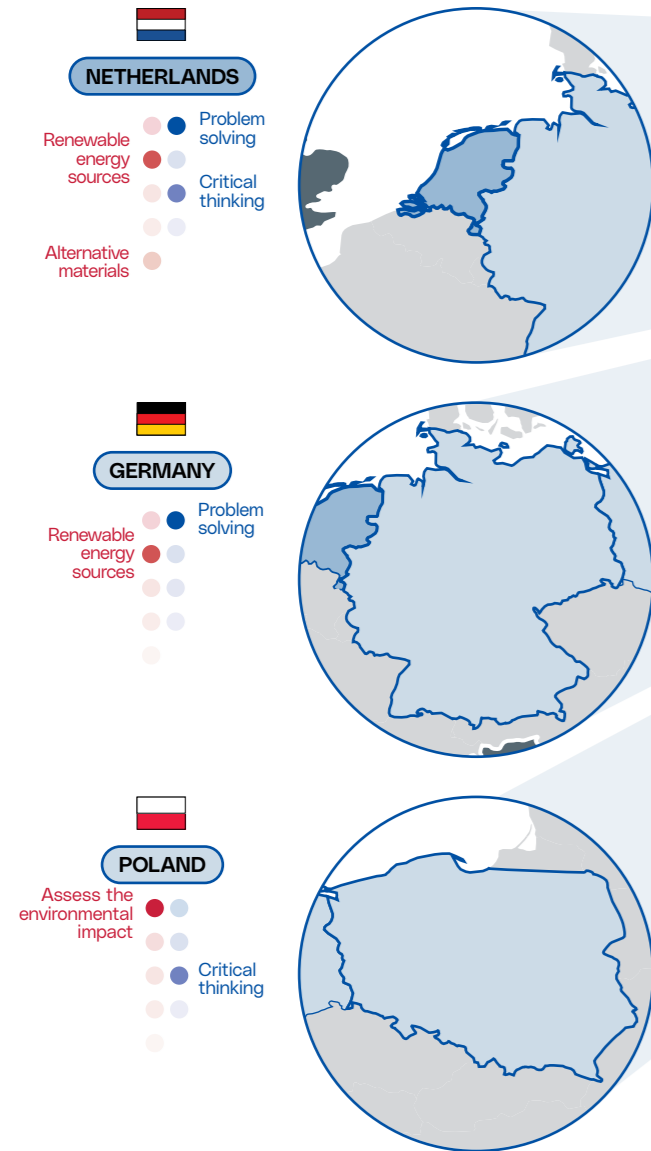 NETHERLANDS
Problem
solving
Renewable
energy
sources
Critical
thinking
Alternative
materials
GERMANY
Problem
solving
Renewable
energy
sources
POLAND
Assess the
environmental
impact
Critical
thinking